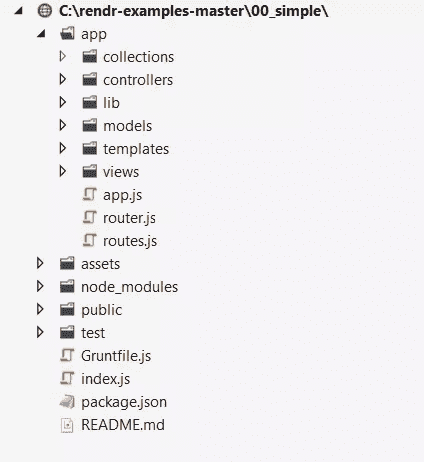 C:\rendr-examples-master\00_simple\
app
collections
controllers
lib
models
templates
views
app.js
router.js
routes.js
assets
node_modules
public
test
Gruntfile.js
index.js
package.json
README.md